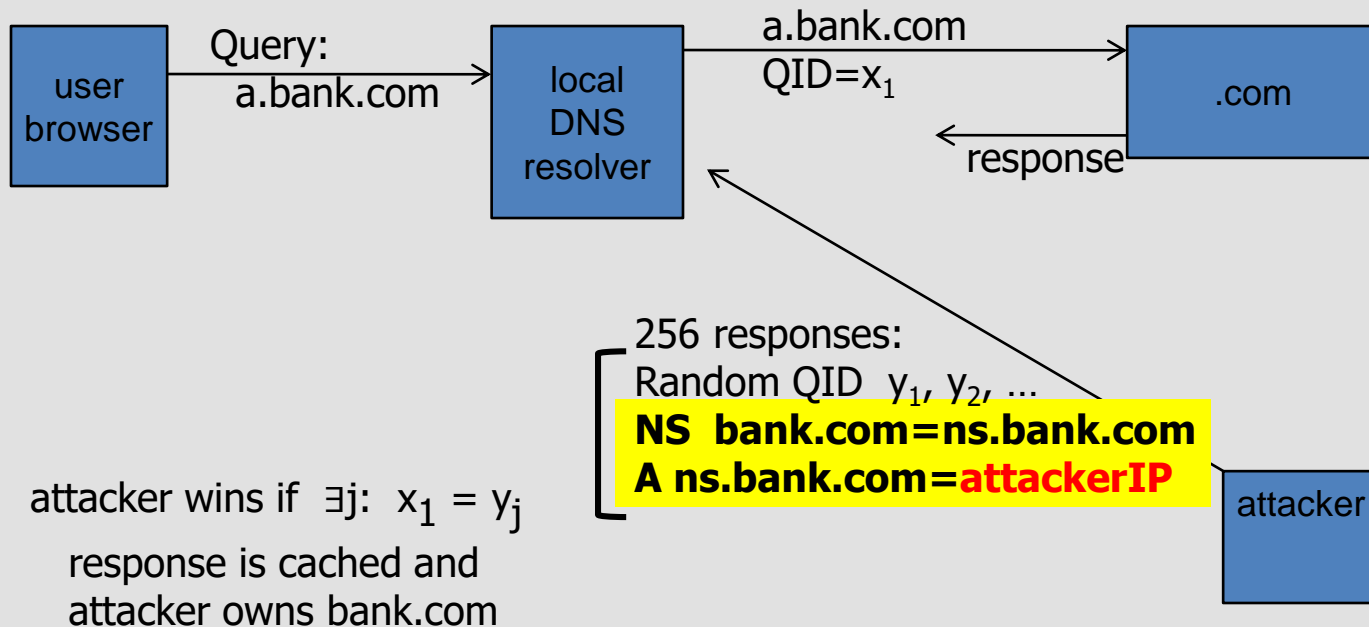 user
browser
Query:
a.bank.com
local
DNS
resolver
a.bank.com
QID=x₁
.com
response
256 responses:
Random QID y₁, y₂, …
NS bank.com=ns.bank.com
A ns.bank.com=attackerIP
attacker
attacker wins if ∃j: x₁ = yⱼ
response is cached and
attacker owns bank.com